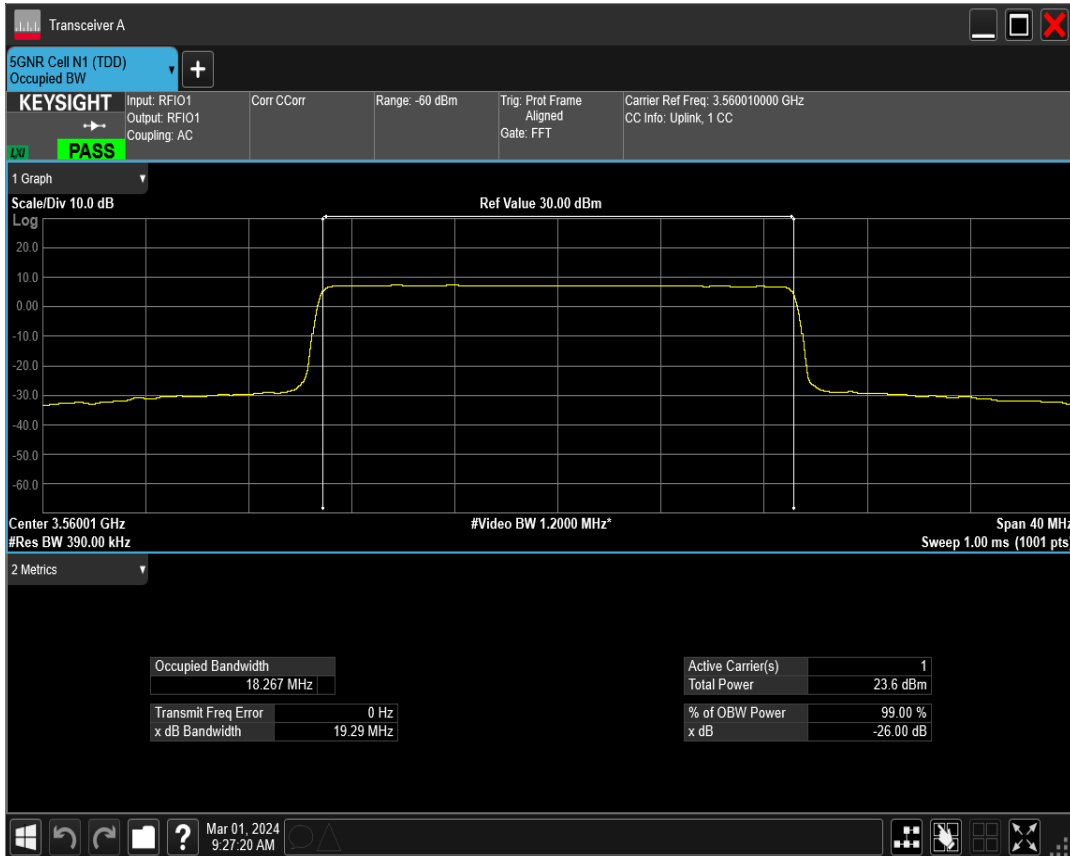 Transceiver A
5GNR Cell N1 (TDD)
Occupied BW
+
KEYSIGHT
LXI
PASS
Input: RFIO1
Output: RFIO1
Coupling: AC
Corr CCorr
Range: -60 dBm
Trig: Prot Frame
Aligned
Gate: FFT
Carrier Ref Freq: 3.560010000 GHz
CC Info: Uplink, 1 CC
1 Graph
Scale/Div 10.0 dB
Ref Value 30.00 dBm
Log
20.0
10.0
0.00
-10.0
-20.0
-30.0
-40.0
-50.0
-60.0
Center 3.56001 GHz
#Video BW 1.2000 MHz*
Span 40 MHz
#Res BW 390.00 kHz
Sweep 1.00 ms (1001 pts)
2 Metrics
Occupied Bandwidth
18.267 MHz
Transmit Freq Error 0 Hz
x dB Bandwidth 19.29 MHz
Active Carrier(s) 1
Total Power 23.6 dBm
% of OBW Power 99.00 %
x dB -26.00 dB
?
Mar 01, 2024
9:27:20 AM